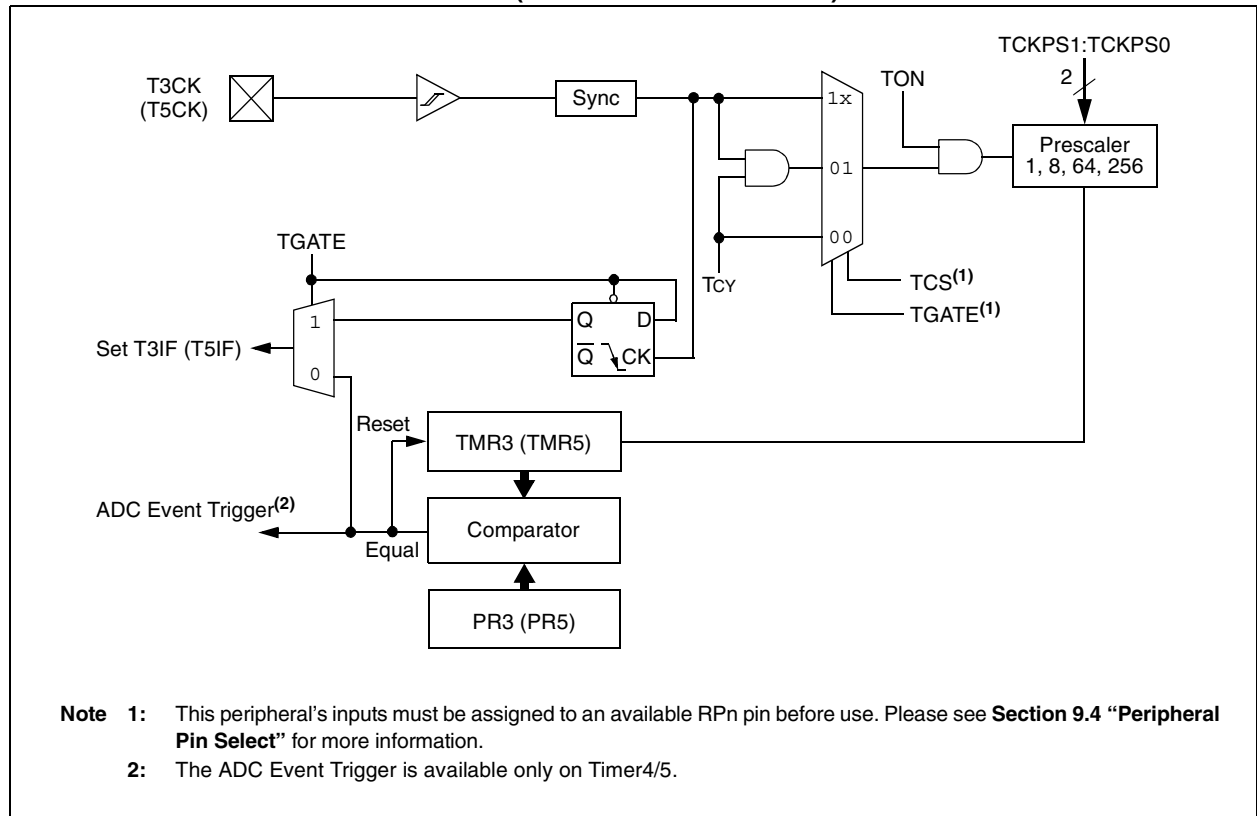 TCKPS1:TCKPS0
2
T3CK
(T5CK)
Sync
TON
1x
Prescaler
1, 8, 64, 256
01
00
TGATE
TCY
TCS(1)
TGATE(1)
1
Q D
Set T3IF (T5IF)
Q CK
0
Reset
TMR3 (TMR5)
ADC Event Trigger(2)
Comparator
Equal
PR3 (PR5)
Note 1: This peripheral's inputs must be assigned to an available RPn pin before use. Please see Section 9.4 “Peripheral
Pin Select” for more information.
2: The ADC Event Trigger is available only on Timer4/5.